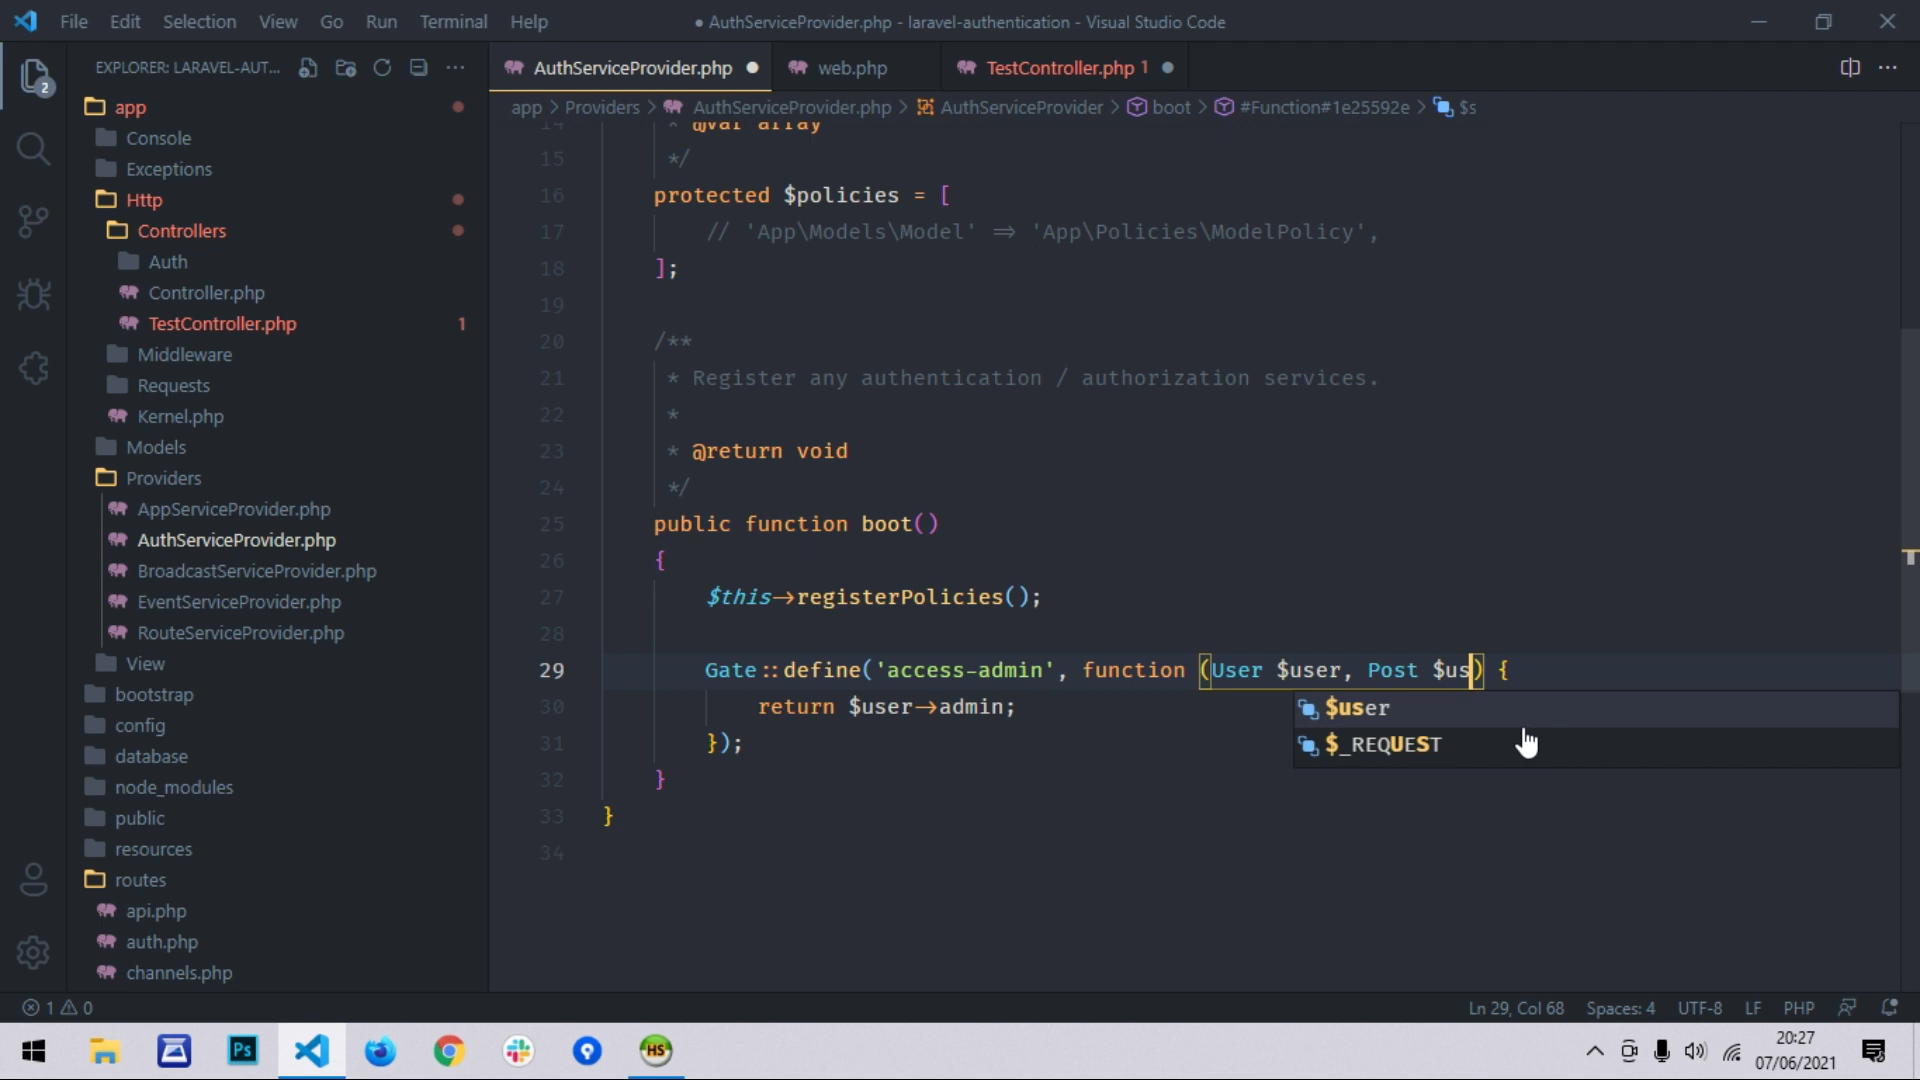 File Edit Selection View Go Run Terminal Help
● AuthServiceProvider.php - laravel-authentication - Visual Studio Code
EXPLORER: LARAVEL-AUT...
2
AuthServiceProvider.php ●
web.php
TestController.php 1 ●
app > Providers > AuthServiceProvider.php > AuthServiceProvider > boot > #Function#1e25592e > $s
app
Console
Exceptions
Http
Controllers
Auth
Controller.php
TestController.php 1
Middleware
Requests
Kernel.php
Models
Providers
AppServiceProvider.php
AuthServiceProvider.php
BroadcastServiceProvider.php
EventServiceProvider.php
RouteServiceProvider.php
View
bootstrap
config
database
node_modules
public
resources
routes
api.php
auth.php
channels.php
14 * @var array
15 */
16 protected $policies = [
17 // 'App\Models\Model' => 'App\Policies\ModelPolicy',
18 ];
19
20 /**
21 * Register any authentication / authorization services.
22 *
23 * @return void
24 */
25 public function boot()
26 {
27 $this->registerPolicies();
28
29 Gate::define('access-admin', function (User $user, Post $us) {
30 return $user->admin;
31 });
32 }
33 }
34
$user
$_REQUEST
1 0
Ln 29, Col 68 Spaces: 4 UTF-8 LF PHP
Ps
HS
20:27
07/06/2021